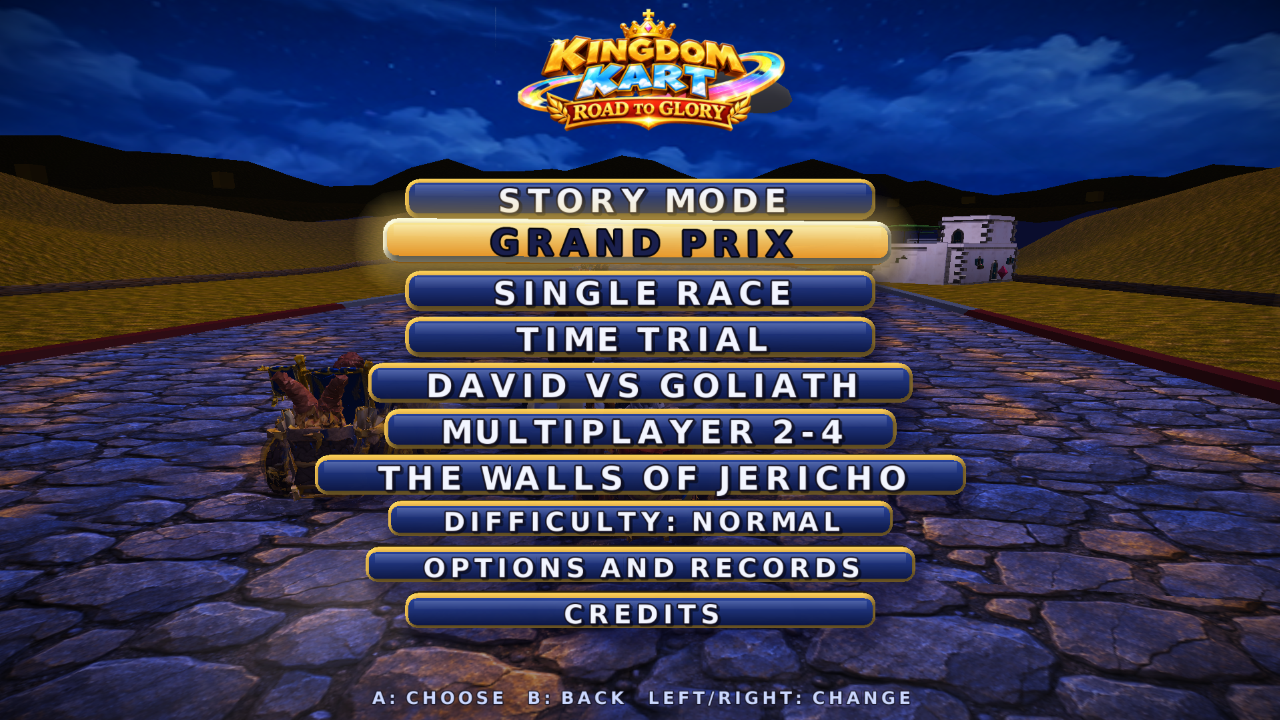 KINGDOM
KART
ROAD TO GLORY
STORY MODE
GRAND PRIX
SINGLE RACE
TIME TRIAL
DAVID VS GOLIATH
MULTIPLAYER 2-4
THE WALLS OF JERICHO
DIFFICULTY: NORMAL
OPTIONS AND RECORDS
CREDITS
A: CHOOSE B: BACK LEFT/RIGHT: CHANGE